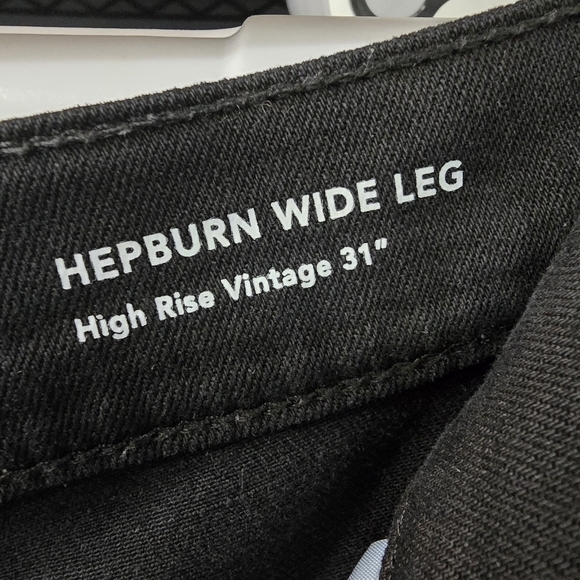 HEPBURN WIDE LEG
High Rise Vintage 31"